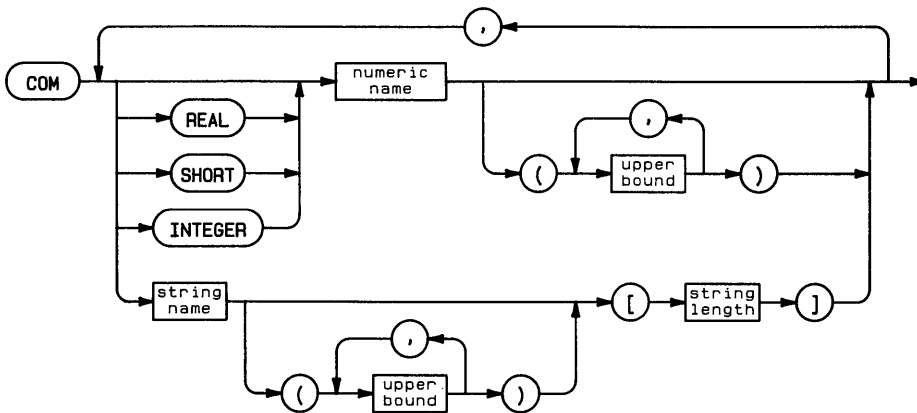 ,
COM
numeric
name
REAL
,
SHORT
(
upper
bound
)
INTEGER
string
name
[
string
length
]
,
(
upper
bound
)